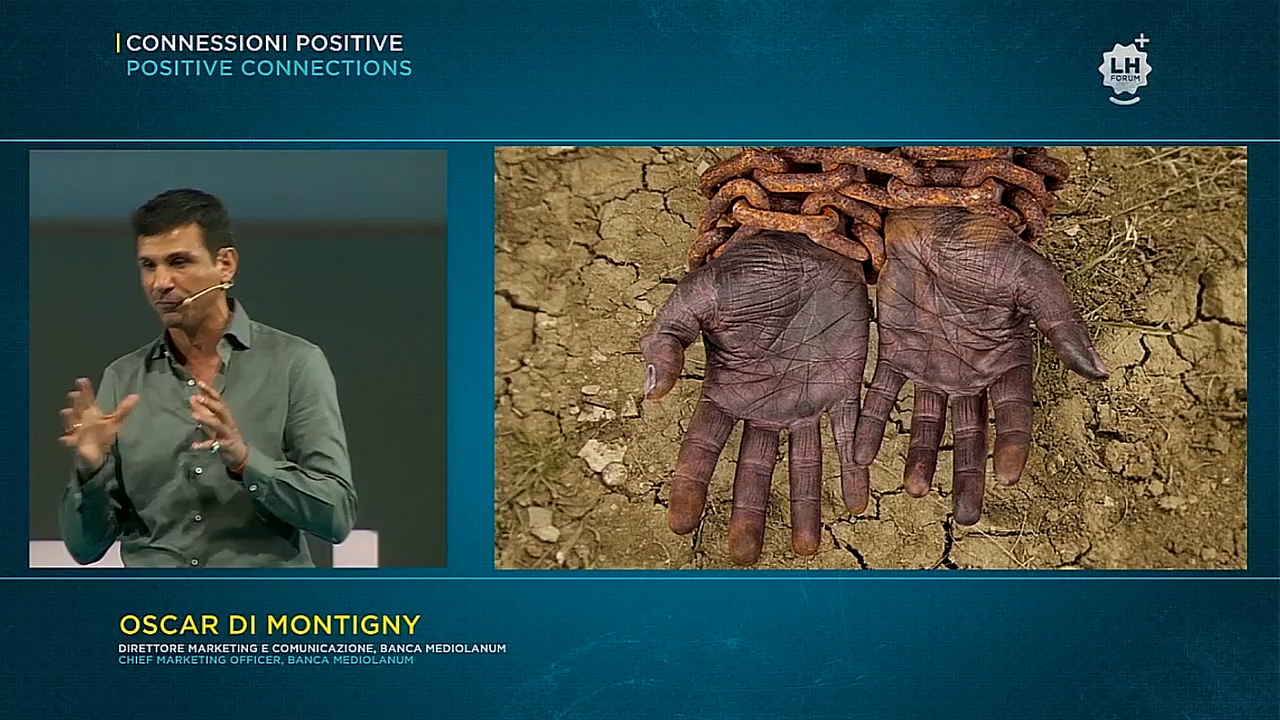 CONNESSIONI POSITIVE
POSITIVE CONNECTIONS
LH
FORUM
OSCAR DI MONTIGNY
DIRETTORE MARKETING E COMUNICAZIONE, BANCA MEDIOLANUM
CHIEF MARKETING OFFICER, BANCA MEDIOLANUM